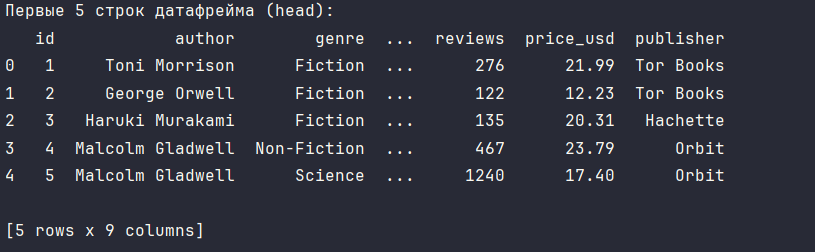 Первые 5 строк датафрейма (head):
   id            author        genre  ...  reviews  price_usd  publisher
0   1     Toni Morrison      Fiction  ...      276      21.99  Tor Books
1   2     George Orwell      Fiction  ...      122      12.23  Tor Books
2   3   Haruki Murakami      Fiction  ...      135      20.31   Hachette
3   4  Malcolm Gladwell  Non-Fiction  ...      467      23.79      Orbit
4   5  Malcolm Gladwell      Science  ...     1240      17.40      Orbit
[5 rows x 9 columns]